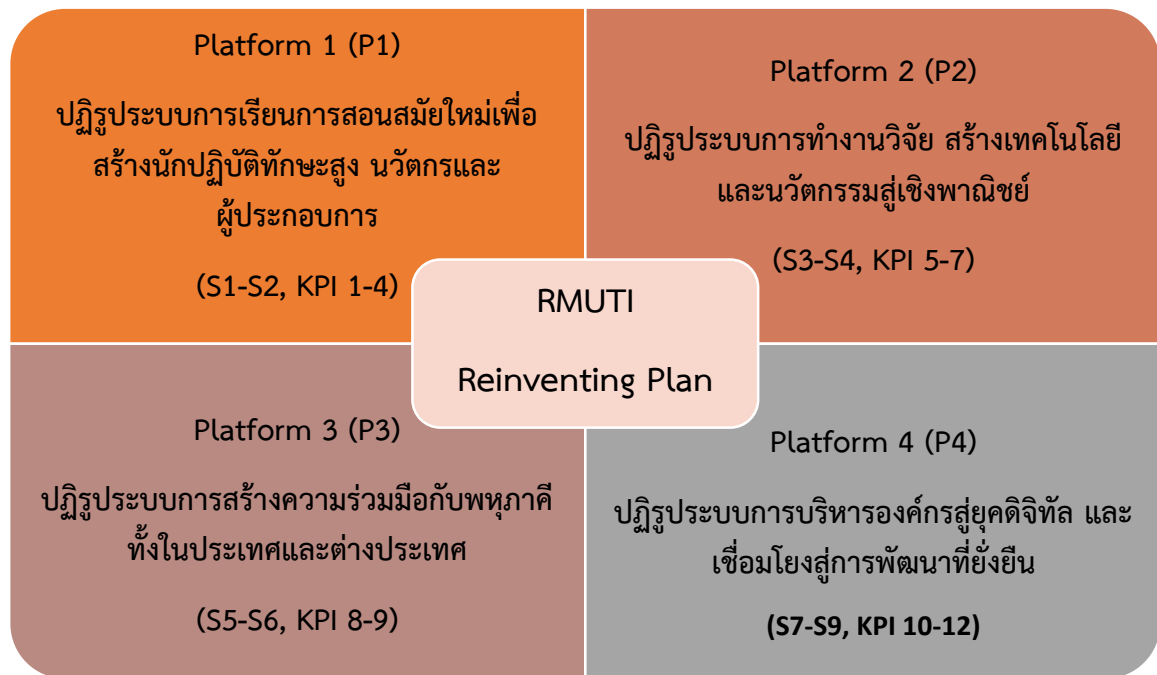 Platform 1 (P1)
ปฏิรูประบบการเรียนการสอนสมัยใหม่เพื่อ
สร้างนักปฏิบัติทักษะสูง นวัตกรและ
ผู้ประกอบการ
(S1-S2, KPI 1-4)
Platform 2 (P2)
ปฏิรูประบบการทำงานวิจัย สร้างเทคโนโลยี
และนวัตกรรมสู่เชิงพาณิชย์
(S3-S4, KPI 5-7)
RMUTI
Reinventing Plan
Platform 3 (P3)
ปฏิรูประบบการสร้างความร่วมมือกับพหุภาคี
ทั้งในประเทศและต่างประเทศ
(S5-S6, KPI 8-9)
Platform 4 (P4)
ปฏิรูประบบการบริหารองค์กรสู่ยุคดิจิทัล และ
เชื่อมโยงสู่การพัฒนาที่ยั่งยืน
(S7-S9, KPI 10-12)